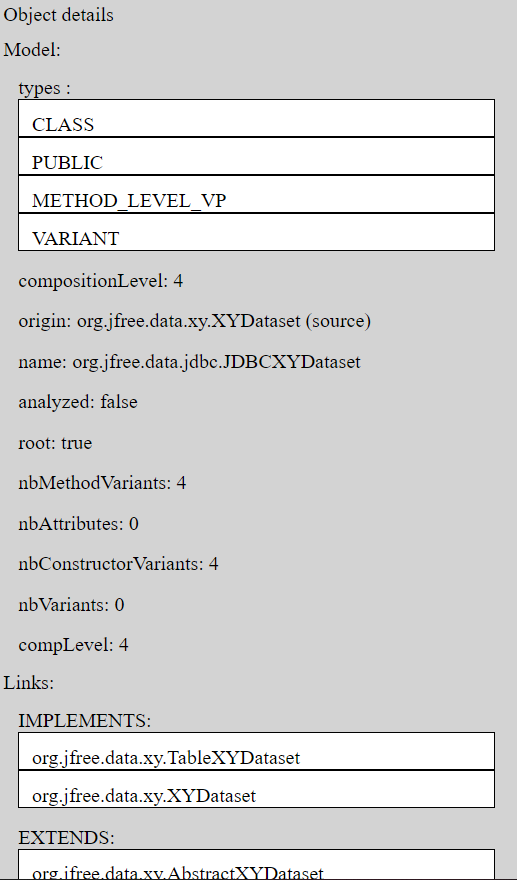 Object details
Model:
types :
CLASS
PUBLIC
METHOD_LEVEL_VP
VARIANT
compositionLevel: 4
origin: org.jfree.data.xy.XYDataset (source)
name: org.jfree.data.jdbc.JDBCXYDataset
analyzed: false
root: true
nbMethodVariants: 4
nbAttributes: 0
nbConstructorVariants: 4
nbVariants: 0
compLevel: 4
Links:
IMPLEMENTS:
org.jfree.data.xy.TableXYDataset
org.jfree.data.xy.XYDataset
EXTENDS:
org.jfree.data.xy.AbstractXYDataset